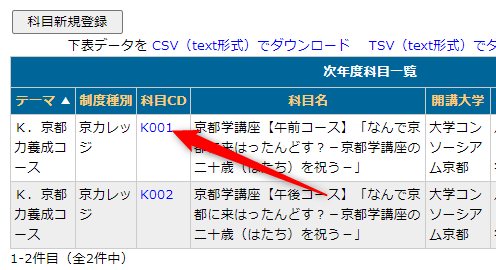 科目新規登録
下表データを CSV（text形式）でダウンロード TSV（text形式）でダ
次年度科目一覧
テーマ ▲ 制度種別 科目CD 科目名 開講大学
K．京都力養成コース 京カレッジ K001 京都学講座【午前コース】「なんで京都に来はったんどす？－京都学講座の二十歳（はたち）を祝う－」 大学コンソーシアム京都
K．京都力養成コース 京カレッジ K002 京都学講座【午後コース】「なんで京都に来はったんどす？－京都学講座の二十歳（はたち）を祝う－」 大学コンソーシアム京都
1-2件目（全2件中）